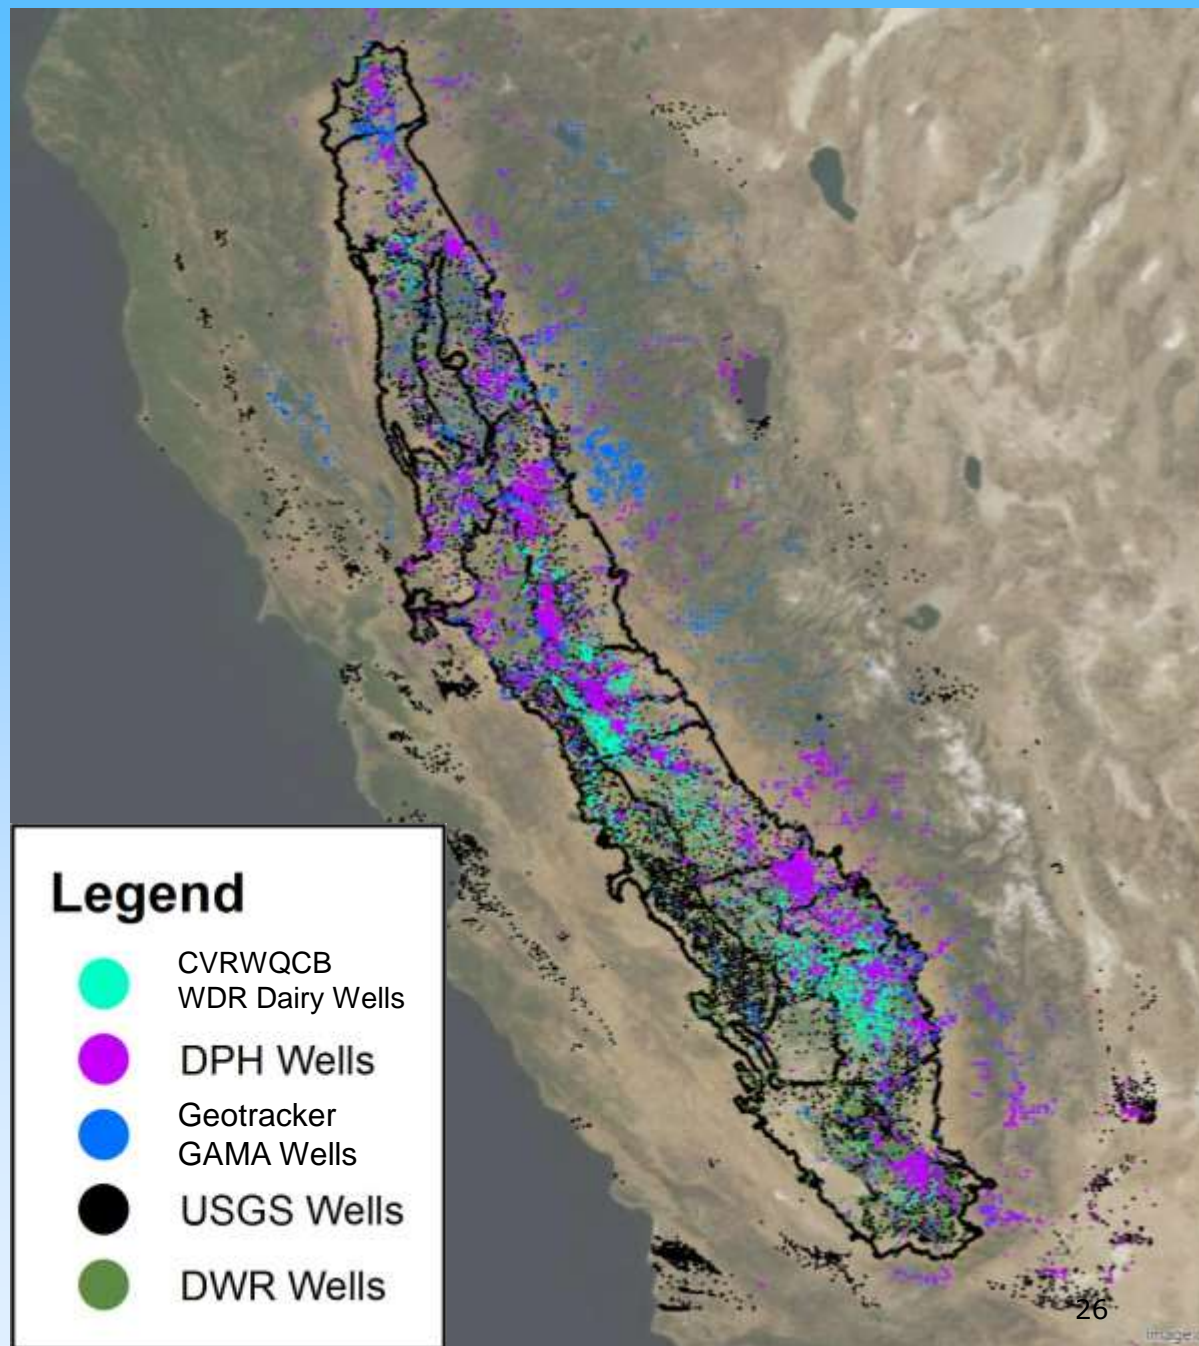 Legend
CVRWQCB
WDR Dairy Wells
DPH Wells
Geotracker
GAMA Wells
USGS Wells
DWR Wells
26